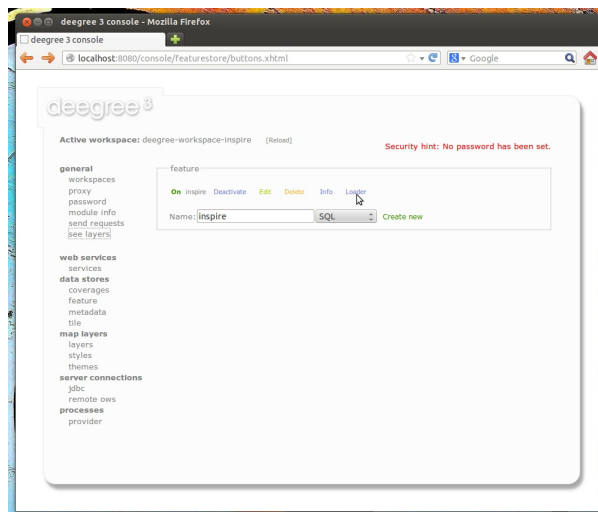 deegree 3 console - Mozilla Firefox
deegree 3 console
localhost:8080/console/featurestore/buttons.xhtml
Google
deegree 3
Active workspace: deegree-workspace-inspire [Reload]
Security hint: No password has been set.
general
workspaces
proxy
password
module info
send requests
see layers
web services
services
data stores
coverages
feature
metadata
tile
map layers
layers
styles
themes
server connections
jdbc
remote ows
processes
provider
feature
On inspire Deactivate Edit Delete Info Loader
Name: inspire SQL Create new